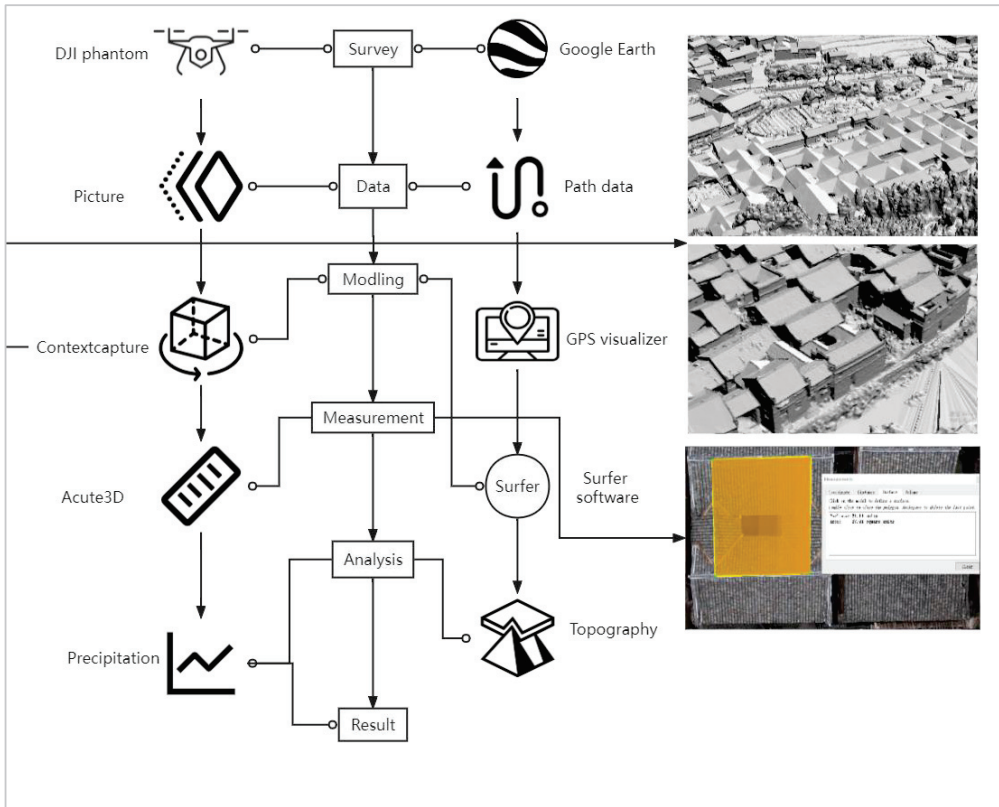 DJI phantom
Survey
Google Earth
Picture
Data
Path data
Modling
Contextcapture
GPS visualizer
Measurement
Acute3D
Surfer
Surfer
software
Analysis
Precipitation
Topography
Result